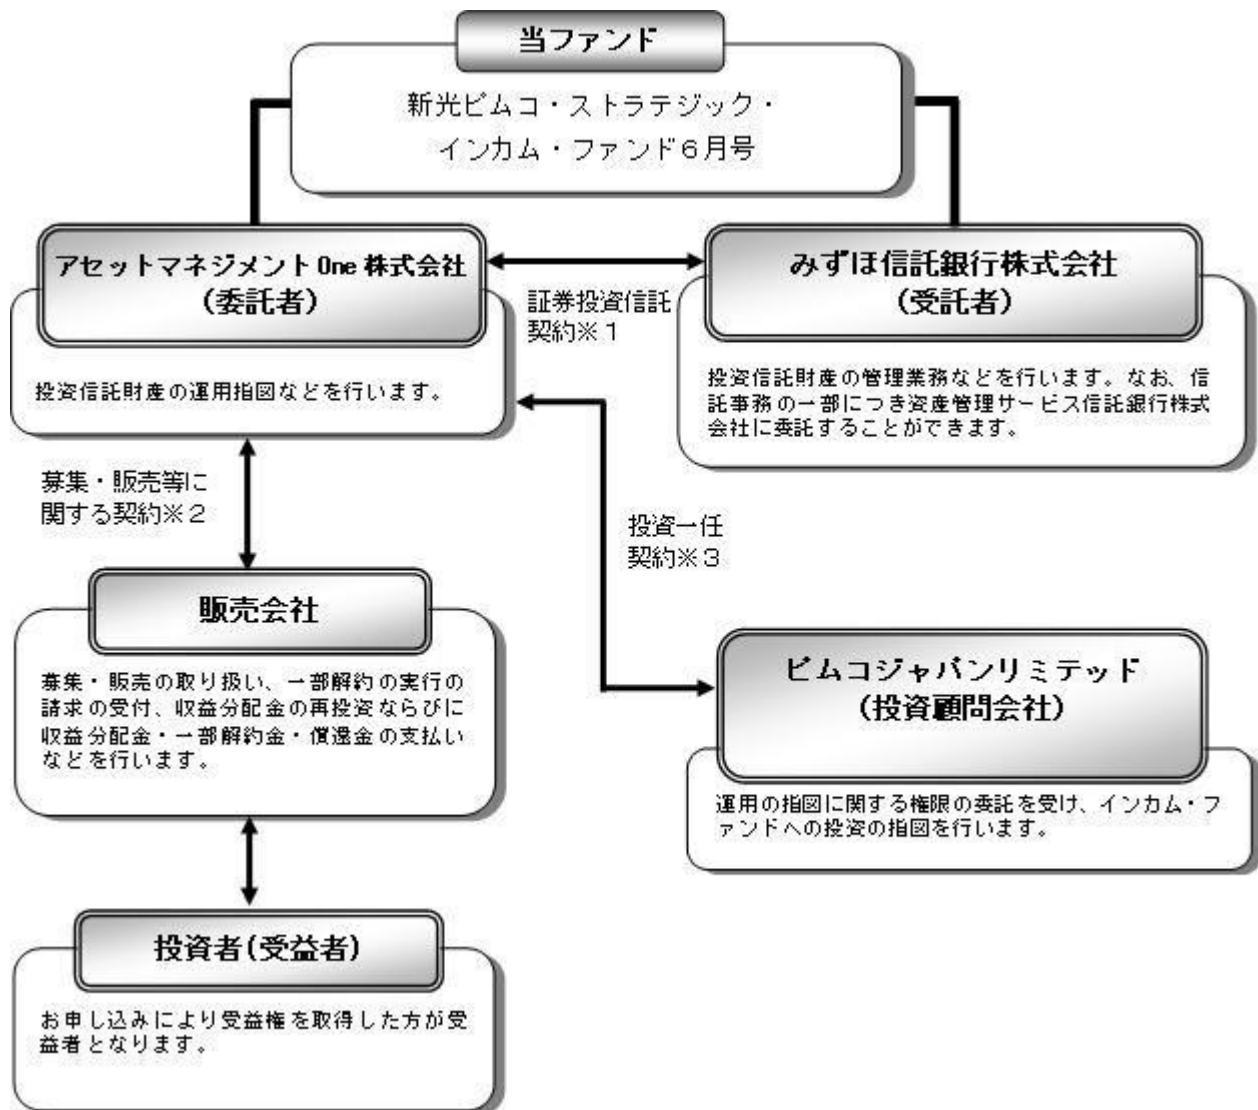 当ファンド
新光ピムコ・ストラテジック・
インカム・ファンド6月号
アセットマネジメントOne株式会社
(委託者)
投資信託財産の運用指図などを行います。
証券投資信託
契約※1
みずほ信託銀行株式会社
(受託者)
投資信託財産の管理業務などを行います。なお、信
託事務の一部につき資産管理サービス信託銀行株式
会社に委託することができます。
募集・販売等に
関する契約※2
投資一任
契約※3
販売会社
募集・販売の取り扱い、一部解約の実行の
請求の受付、収益分配金の再投資ならびに
収益分配金・一部解約金・償還金の支払い
などを行います。
ピムコジャパンリミテッド
(投資顧問会社)
運用の指図に関する権限の委託を受け、インカム・フ
ァンドへの投資の指図を行います。
投資者(受益者)
お申し込みにより受益権を取得した方が受
益者となります。